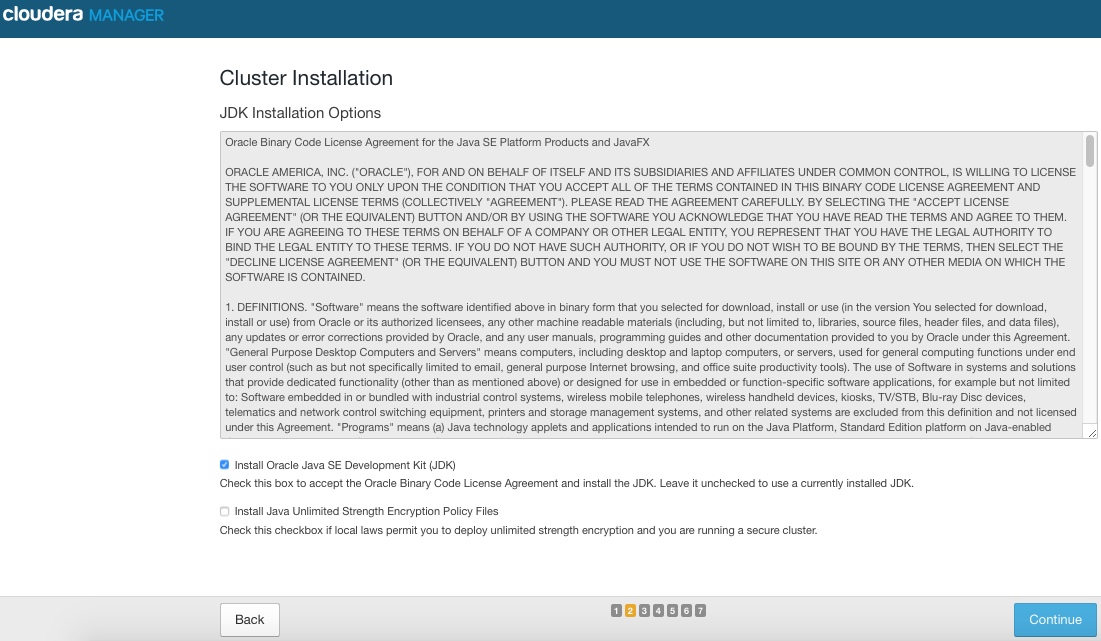 cloudera MANAGER
Cluster Installation
JDK Installation Options
Oracle Binary Code License Agreement for the Java SE Platform Products and JavaFX
ORACLE AMERICA, INC. ("ORACLE"), FOR AND ON BEHALF OF ITSELF AND ITS SUBSIDIARIES AND AFFILIATES UNDER COMMON CONTROL, IS WILLING TO LICENSE
THE SOFTWARE TO YOU ONLY UPON THE CONDITION THAT YOU ACCEPT ALL OF THE TERMS CONTAINED IN THIS BINARY CODE LICENSE AGREEMENT AND
SUPPLEMENTAL LICENSE TERMS (COLLECTIVELY "AGREEMENT"). PLEASE READ THE AGREEMENT CAREFULLY. BY SELECTING THE "ACCEPT LICENSE
AGREEMENT" (OR THE EQUIVALENT) BUTTON AND/OR BY USING THE SOFTWARE YOU ACKNOWLEDGE THAT YOU HAVE READ THE TERMS AND AGREE TO THEM.
IF YOU ARE AGREEING TO THESE TERMS ON BEHALF OF A COMPANY OR OTHER LEGAL ENTITY, YOU REPRESENT THAT YOU HAVE THE LEGAL AUTHORITY TO
BIND THE LEGAL ENTITY TO THESE TERMS. IF YOU DO NOT HAVE SUCH AUTHORITY, OR IF YOU DO NOT WISH TO BE BOUND BY THE TERMS, THEN SELECT THE
"DECLINE LICENSE AGREEMENT" (OR THE EQUIVALENT) BUTTON AND YOU MUST NOT USE THE SOFTWARE ON THIS SITE OR ANY OTHER MEDIA ON WHICH THE
SOFTWARE IS CONTAINED.
1. DEFINITIONS. "Software" means the software identified above in binary form that you selected for download, install or use (in the version You selected for download,
install or use) from Oracle or its authorized licensees, any other machine readable materials (including, but not limited to, libraries, source files, header files, and data files),
any updates or error corrections provided by Oracle, and any user manuals, programming guides and other documentation provided to you by Oracle under this Agreement.
"General Purpose Desktop Computers and Servers" means computers, including desktop and laptop computers, or servers, used for general computing functions under end
user control (such as but not specifically limited to email, general purpose Internet browsing, and office suite productivity tools). The use of Software in systems and solutions
that provide dedicated functionality (other than as mentioned above) or designed for use in embedded or function-specific software applications, for example but not limited
to: Software embedded in or bundled with industrial control systems, wireless mobile telephones, wireless handheld devices, kiosks, TV/STB, Blu-ray Disc devices,
telematics and network control switching equipment, printers and storage management systems, and other related systems are excluded from this definition and not licensed
under this Agreement. "Programs" means (a) Java technology applets and applications intended to run on the Java Platform, Standard Edition platform on Java-enabled
Install Oracle Java SE Development Kit (JDK)
Check this box to accept the Oracle Binary Code License Agreement and install the JDK. Leave it unchecked to use a currently installed JDK.
Install Java Unlimited Strength Encryption Policy Files
Check this checkbox if local laws permit you to deploy unlimited strength encryption and you are running a secure cluster.
Back
1 2 3 4 5 6 7
Continue